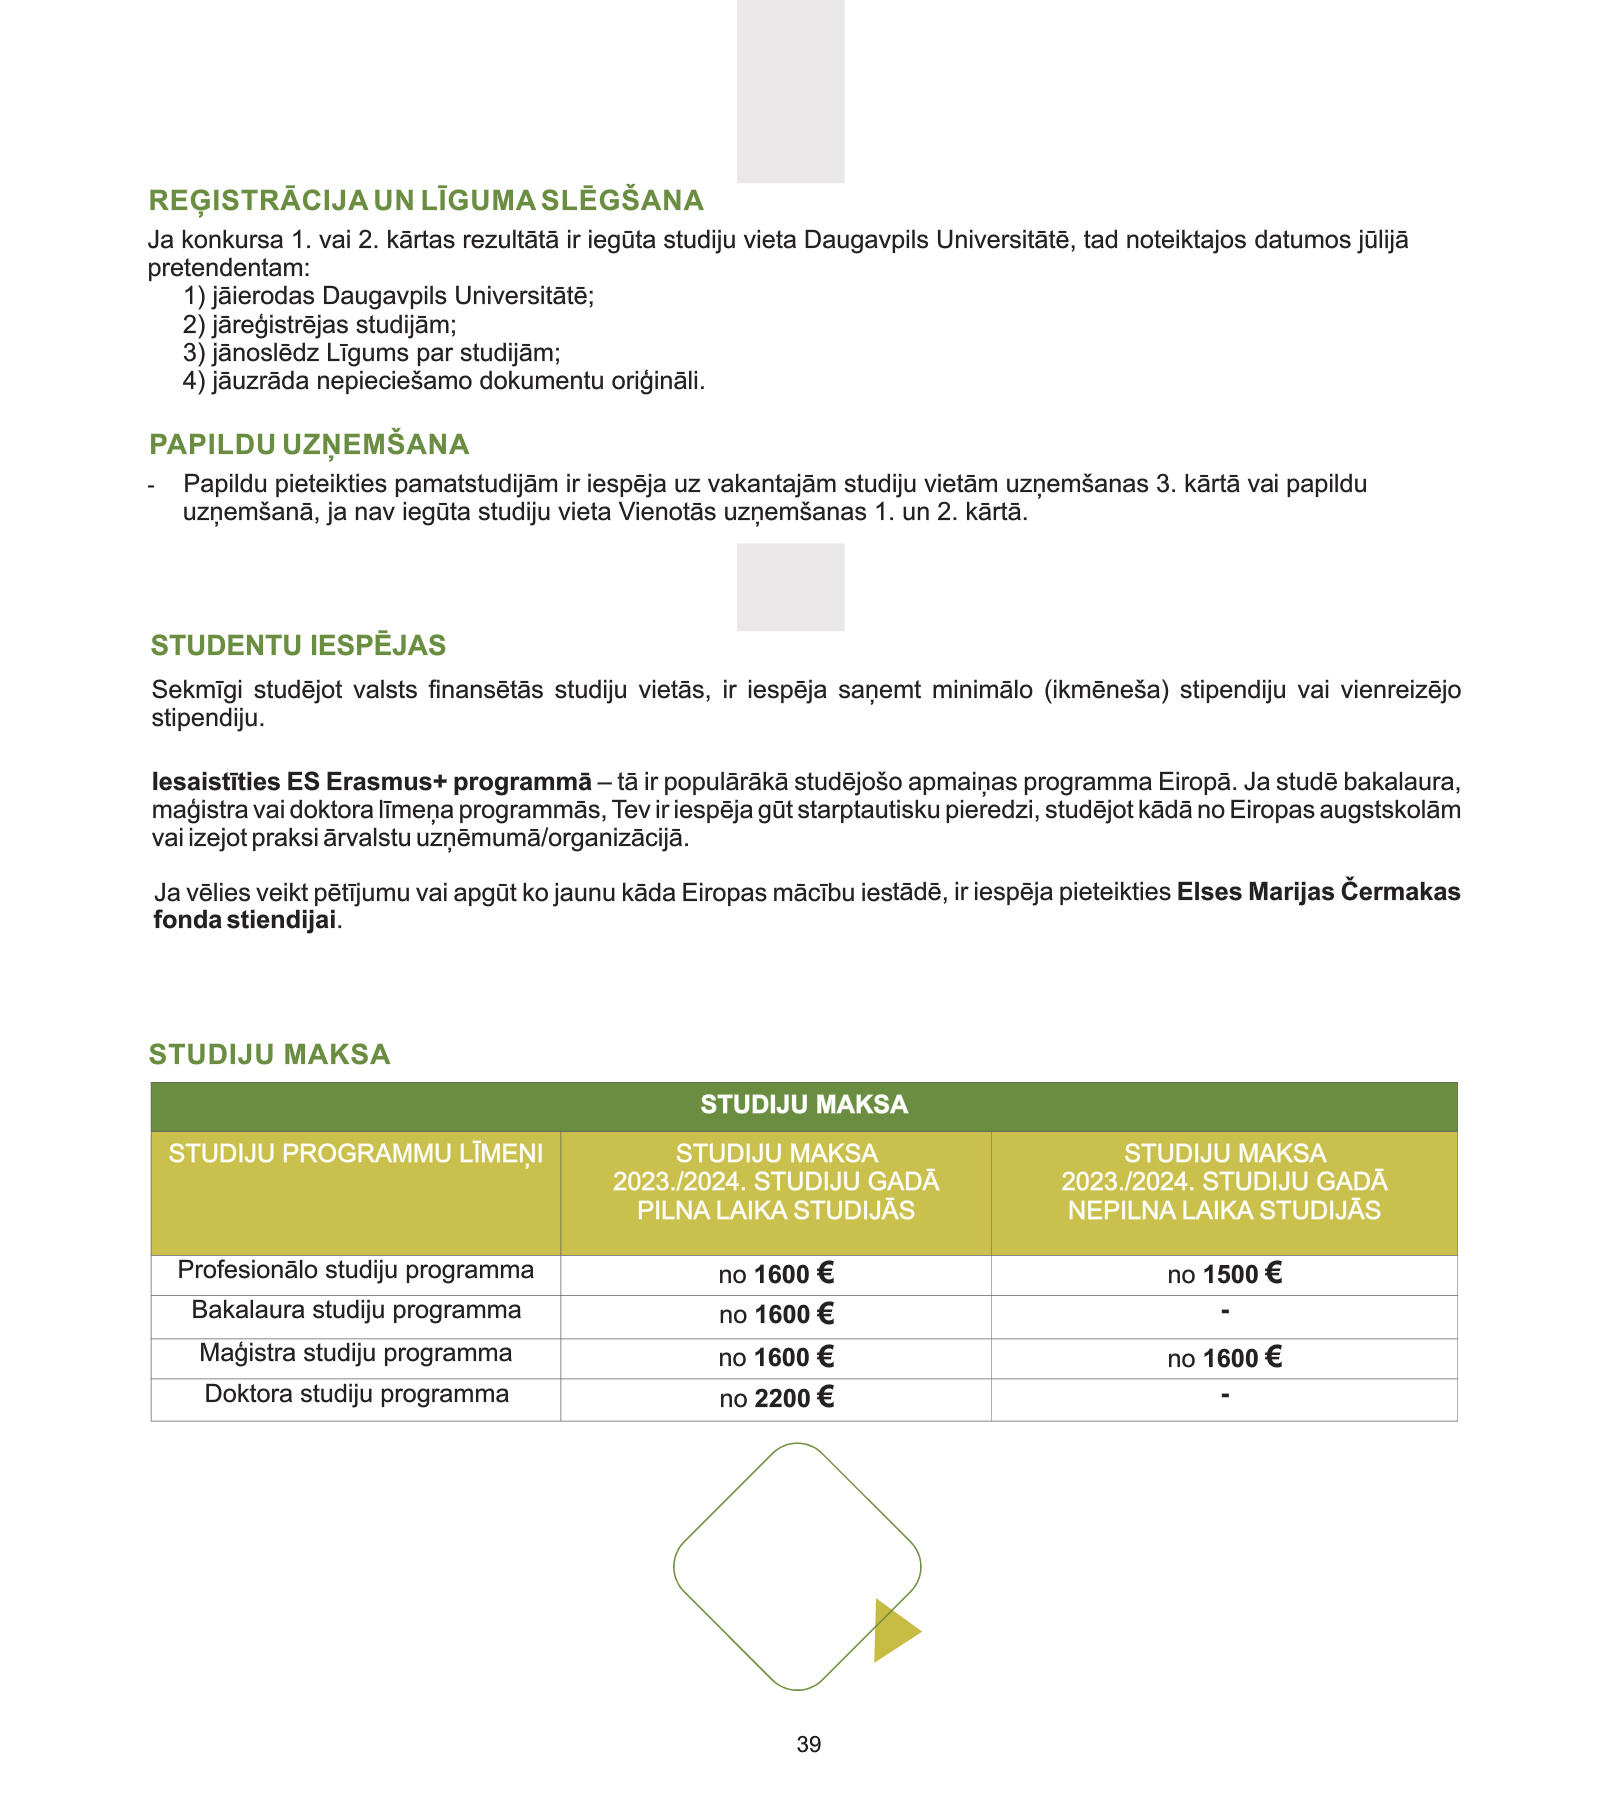 REĢISTRĀCIJA UN LĪGUMA SLĒGŠANA
Ja konkursa 1. vai 2. kārtas rezultātā ir iegūta studiju vieta Daugavpils Universitātē, tad noteiktajos datumos jūlijā
pretendentam:
1) jāierodas Daugavpils Universitātē;
2) jāreģistrējas studijām;
3) jānoslēdz Līgums par studijām;
4) jāuzrāda nepieciešamo dokumentu oriģināli.
PAPILDU UZŅEMŠANA
- Papildu pieteikties pamatstudijām ir iespēja uz vakantajām studiju vietām uzņemšanas 3. kārtā vai papildu
uzņemšanā, ja nav iegūta studiju vieta Vienotās uzņemšanas 1. un 2. kārtā.
STUDENTU IESPĒJAS
Sekmīgi studējot valsts finansētās studiju vietās, ir iespēja saņemt minimālo (ikmēneša) stipendiju vai vienreizējo
stipendiju.
Iesaistīties ES Erasmus+ programmā – tā ir populārākā studējošo apmaiņas programma Eiropā. Ja studē bakalaura,
maģistra vai doktora līmeņa programmās, Tev ir iespēja gūt starptautisku pieredzi, studējot kādā no Eiropas augstskolām
vai izejot praksi ārvalstu uzņēmumā/organizācijā.
Ja vēlies veikt pētījumu vai apgūt ko jaunu kāda Eiropas mācību iestādē, ir iespēja pieteikties Elses Marijas Čermakas
fonda stiendijai.
STUDIJU MAKSA
STUDIJU MAKSA
STUDIJU PROGRAMMU LĪMEŅI
STUDIJU MAKSA
2023./2024. STUDIJU GADĀ
PILNA LAIKA STUDIJĀS
STUDIJU MAKSA
2023./2024. STUDIJU GADĀ
NEPILNA LAIKA STUDIJĀS
Profesionālo studiju programma no 1600 € no 1500 €
Bakalaura studiju programma no 1600 € -
Maģistra studiju programma no 1600 € no 1600 €
Doktora studiju programma no 2200 € -
39